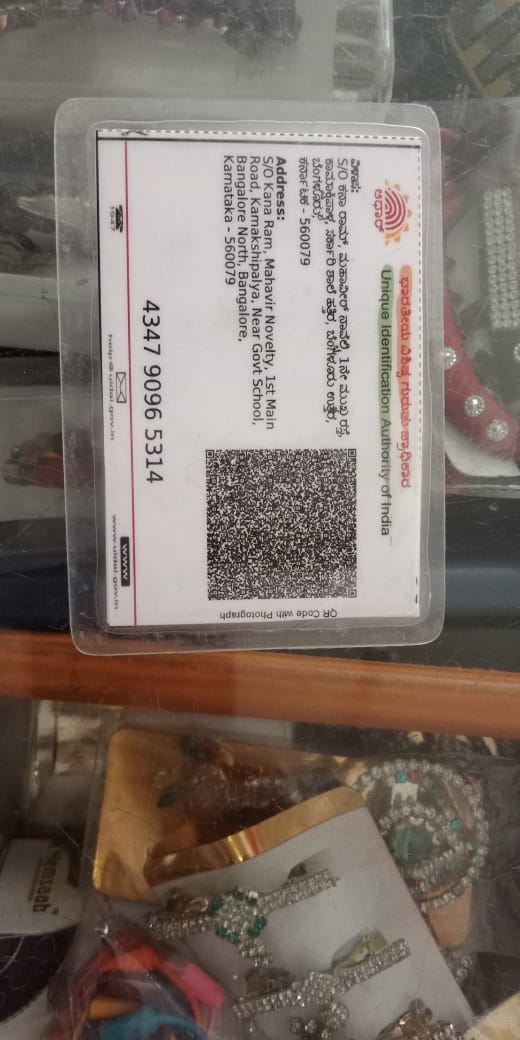 ಭಾರತೀಯ ವಿಶಿಷ್ಟ ಗುರುತು ಪ್ರಾಧಿಕಾರ
Unique Identification Authority of India
ಆಧಾರ್
ವಿಳಾಸ:
S/O ಕನಾ ರಾಮ್, ಮಹಾವೀರ್ ನಾವೆಲ್ಟಿ, 1ನೇ ಮುಖ್ಯ ರಸ್ತೆ,
ಕಾಮಾಕ್ಷಿಪಾಳ್ಯ, ಸರ್ಕಾರಿ ಶಾಲೆ ಹತ್ತಿರ, ಬೆಂಗಳೂರು ಉತ್ತರ,
ಬೆಂಗಳೂರು,
ಕರ್ನಾಟಕ - 560079
Address:
S/O Kana Ram, Mahavir Novelty, 1st Main
Road, Kamakshipalya, Near Govt School,
Bangalore North, Bangalore,
Karnataka - 560079
QR Code with Photograph
4347 9096 5314
1947
help@uidai.gov.in
www
www.uidai.gov.in
Memsaab